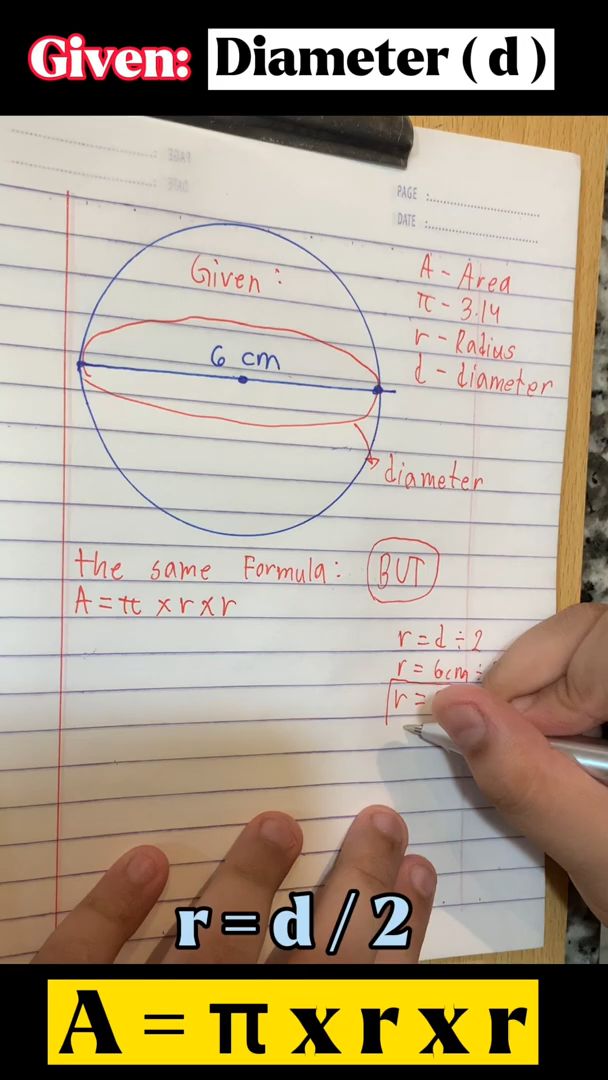 Given: Diameter (d)
PAGE :
DATE :
Given :
A - Area
π - 3.14
r - Radius
d - diameter
6 cm
diameter
the same Formula: BUT
A = π x r x r
r = d ÷ 2
r = 6cm ÷
r =
r = d / 2
A = π x r x r